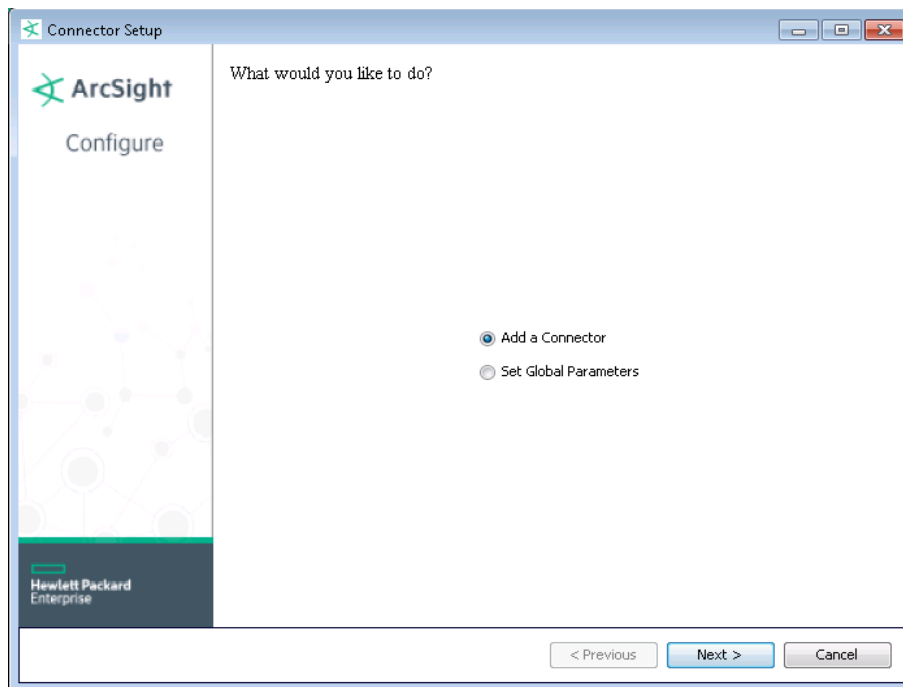 Connector Setup
ArcSight
Configure
What would you like to do?
Add a Connector
Set Global Parameters
Hewlett Packard
Enterprise
< Previous
Next >
Cancel